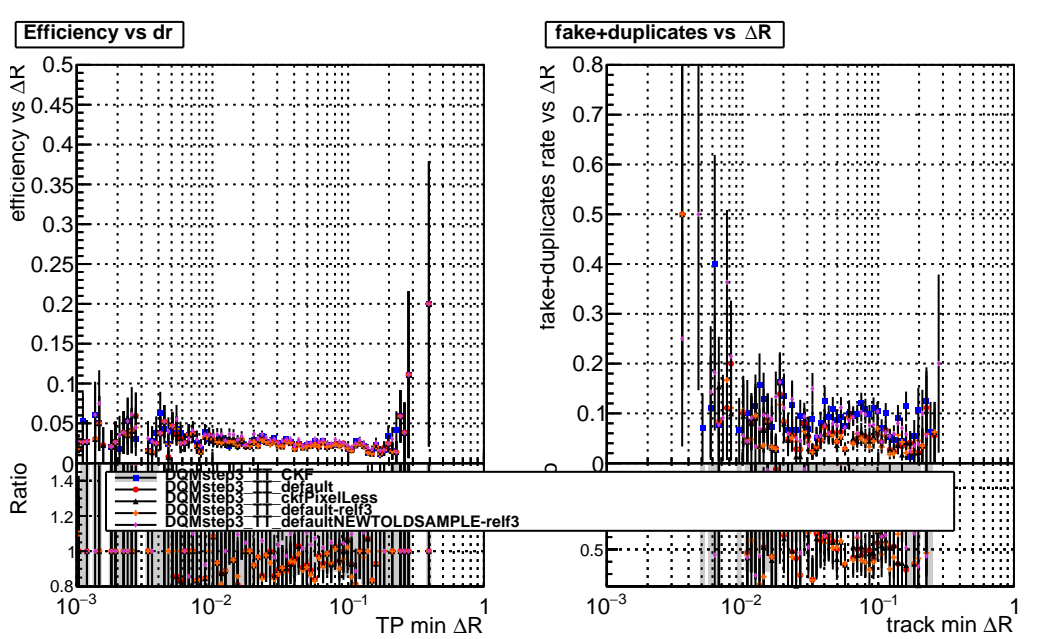 Efficiency vs dr
fake+duplicates vs ΔR
efficiency vs ΔR
0.5
0.45
0.4
0.35
0.3
0.25
0.2
0.15
0.1
0.05
0
Ratio
1.4
1.2
1
0.8
10−3
10−2
10−1
1
TP min ΔR
fake+duplicates rate vs ΔR
0.8
0.7
0.6
0.5
0.4
0.3
0.2
0.1
0
0.5
10−3
10−2
10−1
1
track min ΔR
DQMstep3_TT_CKF
DQMstep3_TT_default
DQMstep3_TT_ckfPixelLess
DQMstep3_TT_default-relf3
DQMstep3_TT_defaultNEWTOLDSAMPLE-relf3